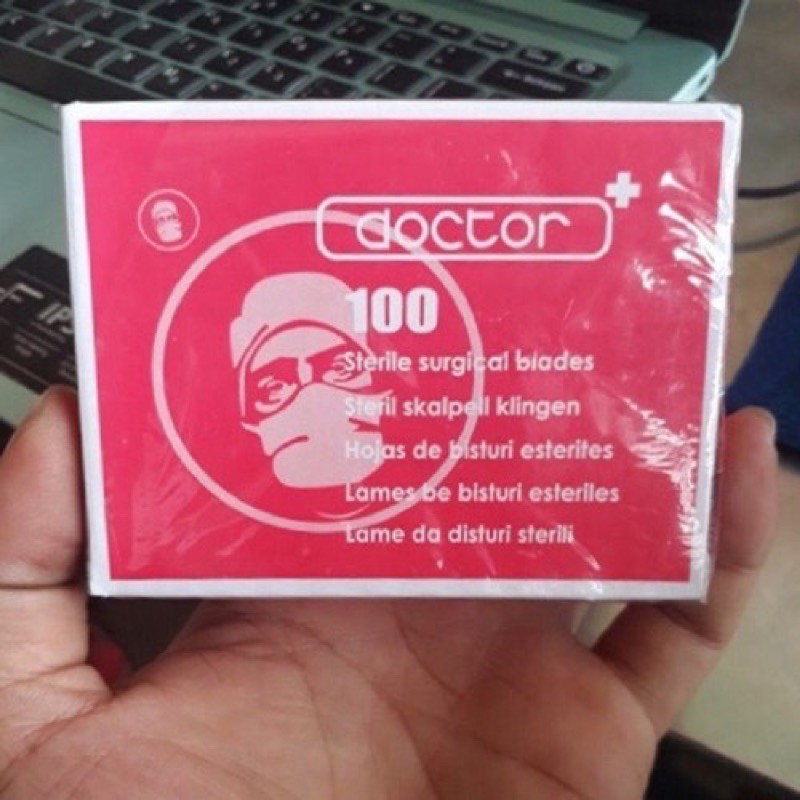 doctor
100
Sterile surgical blades
Steril skalpell klingen
Hojas de bisturi esterites
Lames be bisturi esteriles
Lame da disturi sterili
IPS